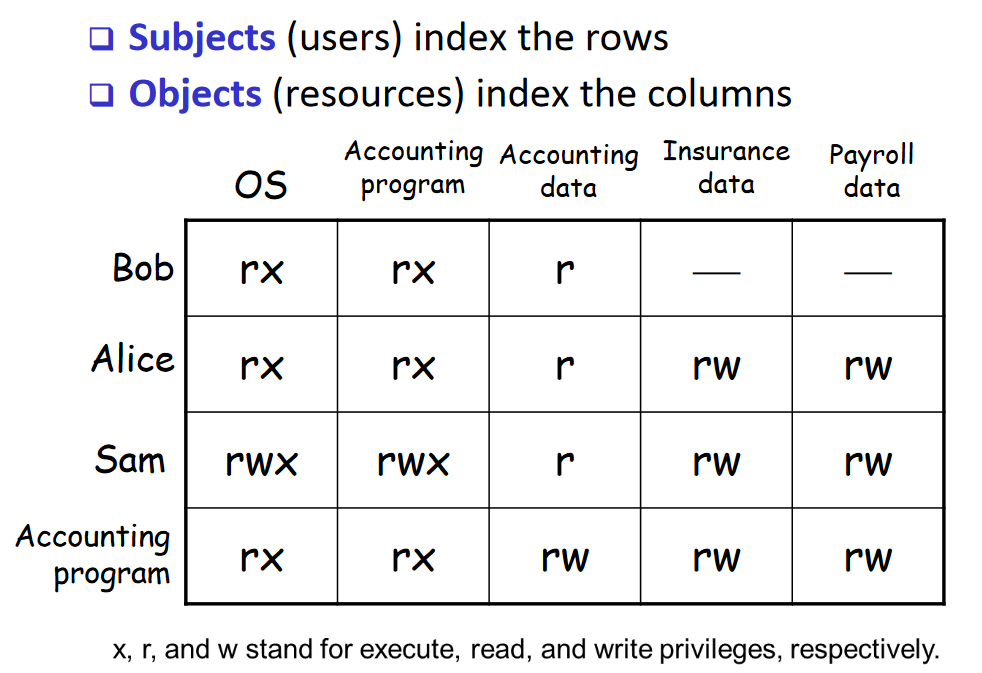 Subjects (users) index the rows
Objects (resources) index the columns
OS
Accounting program
Accounting data
Insurance data
Payroll data
Bob rx rx r — —
Alice rx rx r rw rw
Sam rwx rwx r rw rw
Accounting program rx rx rw rw rw
x, r, and w stand for execute, read, and write privileges, respectively.